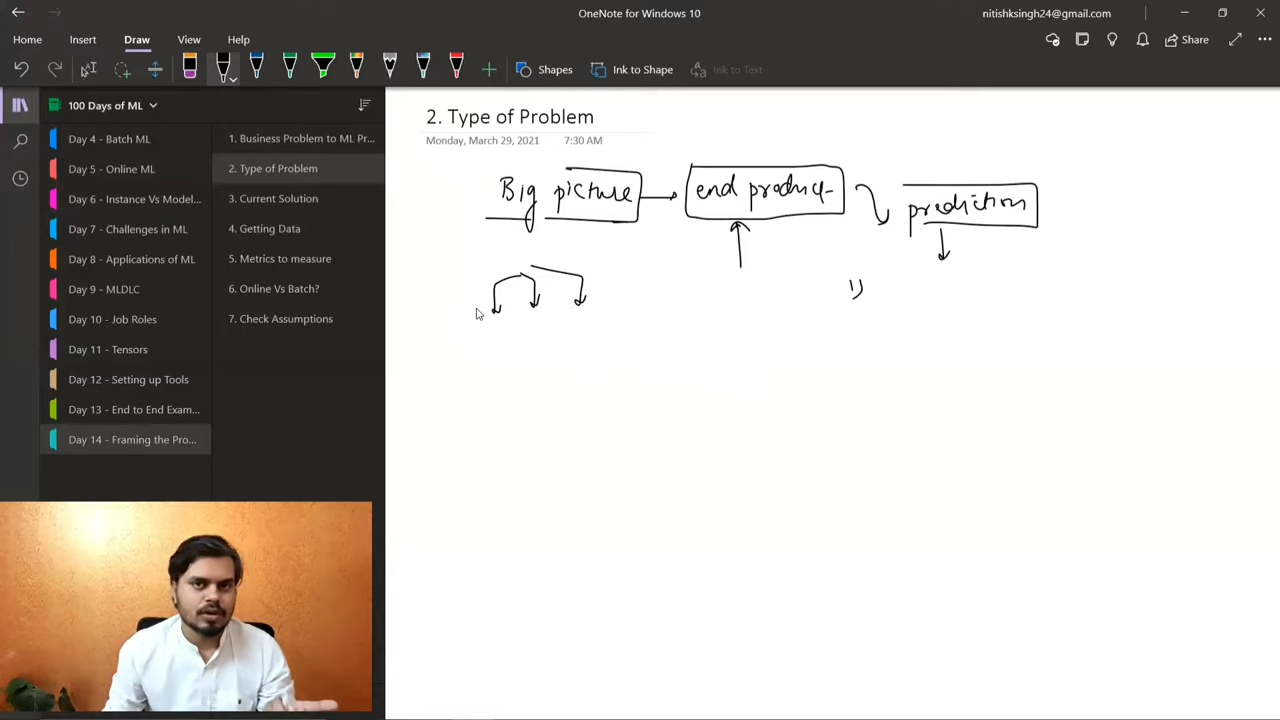 OneNote for Windows 10
nitishksingh24@gmail.com
Home Insert Draw View Help
Share
Shapes Ink to Shape Ink to Text
100 Days of ML
Day 4 - Batch ML
Day 5 - Online ML
Day 6 - Instance Vs Model...
Day 7 - Challenges in ML
Day 8 - Applications of ML
Day 9 - MLDLC
Day 10 - Job Roles
Day 11 - Tensors
Day 12 - Setting up Tools
Day 13 - End to End Exam...
Day 14 - Framing the Pro...
1. Business Problem to ML Pr...
2. Type of Problem
3. Current Solution
4. Getting Data
5. Metrics to measure
6. Online Vs Batch?
7. Check Assumptions
2. Type of Problem
Monday, March 29, 2021 7:30 AM
Big picture end product prediction
1)